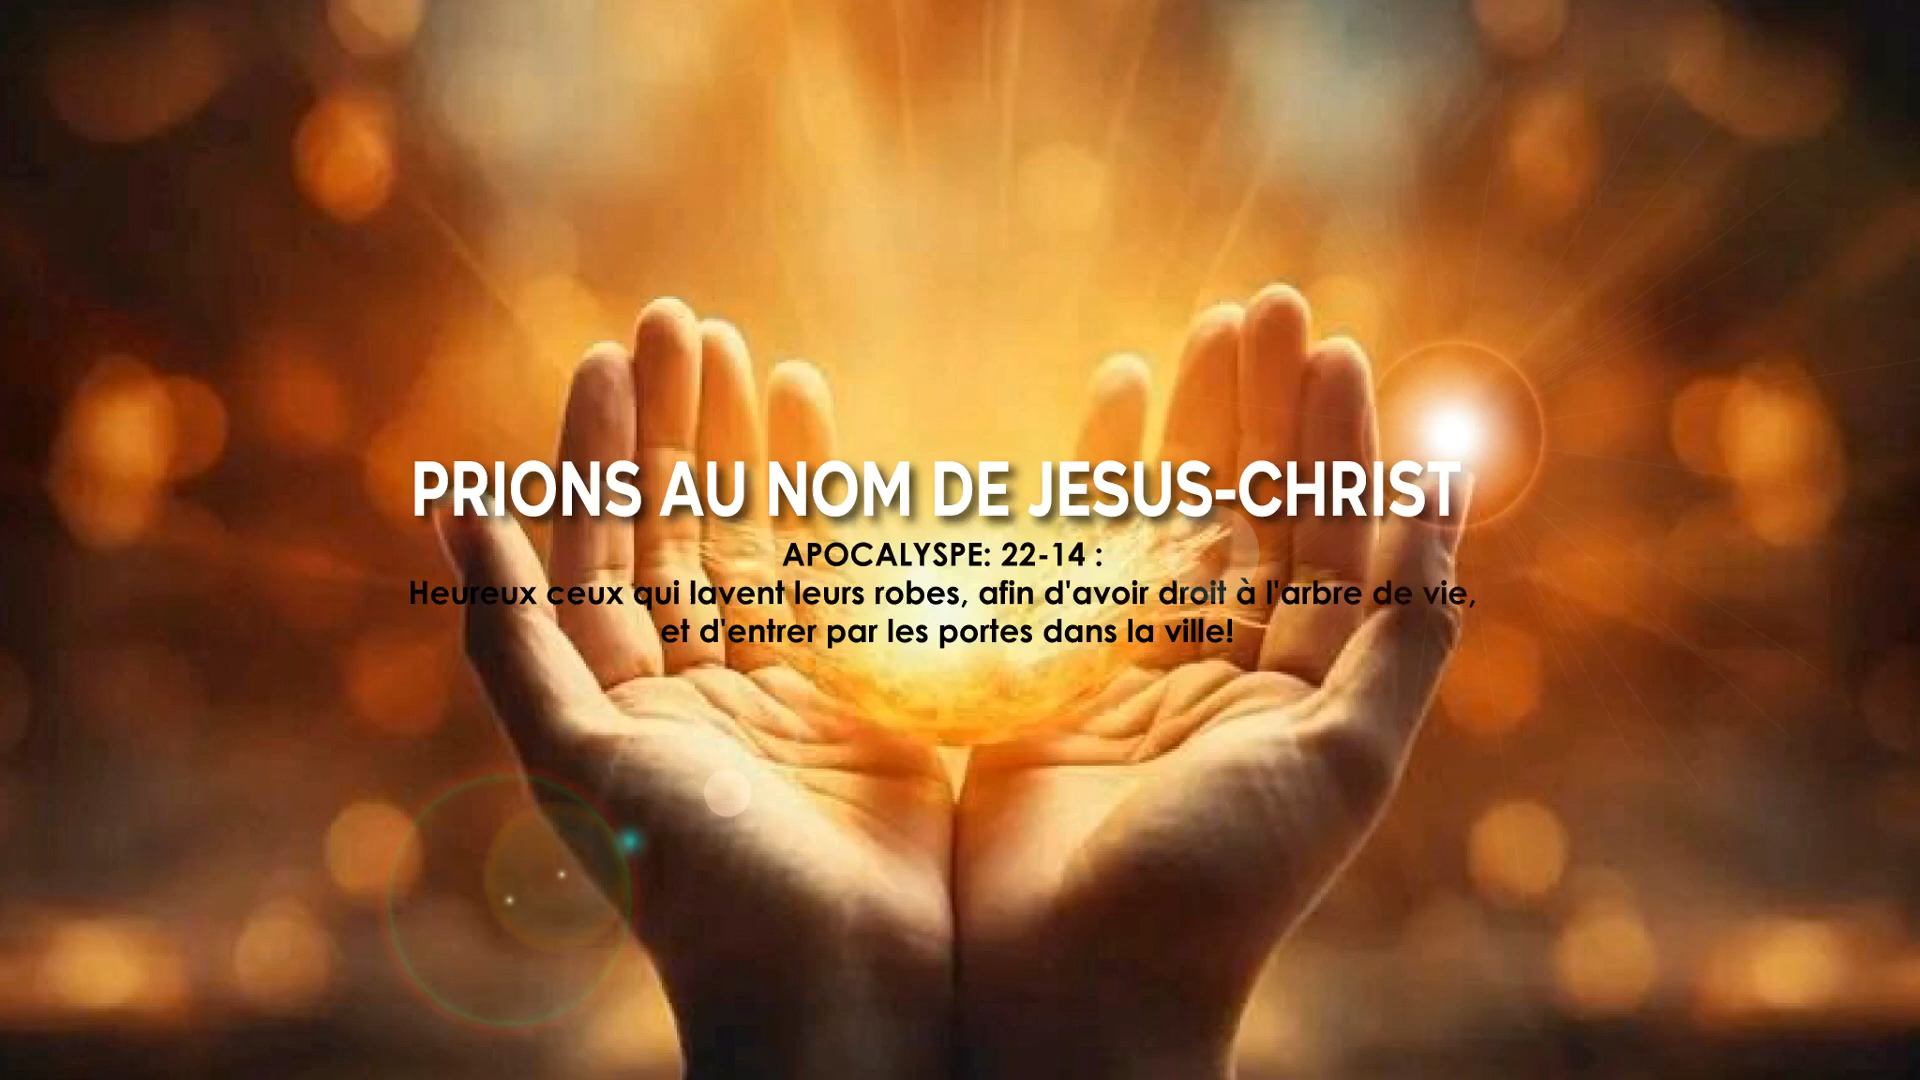 PRIONS AU NOM DE JESUS-CHRIST
APOCALYSPE: 22-14 :
Heureux ceux qui lavent leurs robes, afin d'avoir droit à l'arbre de vie,
et d'entrer par les portes dans la ville!